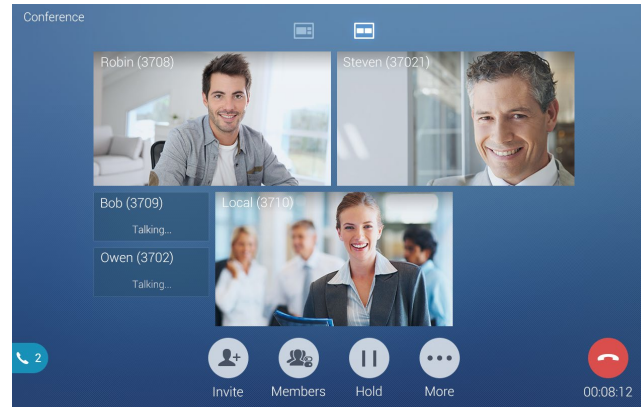 Conference
Robin (3708)
Steven (37021)
Bob (3709)
Talking...
Local (3710)
Owen (3702)
Talking...
2
Invite
Members
Hold
More
00:08:12